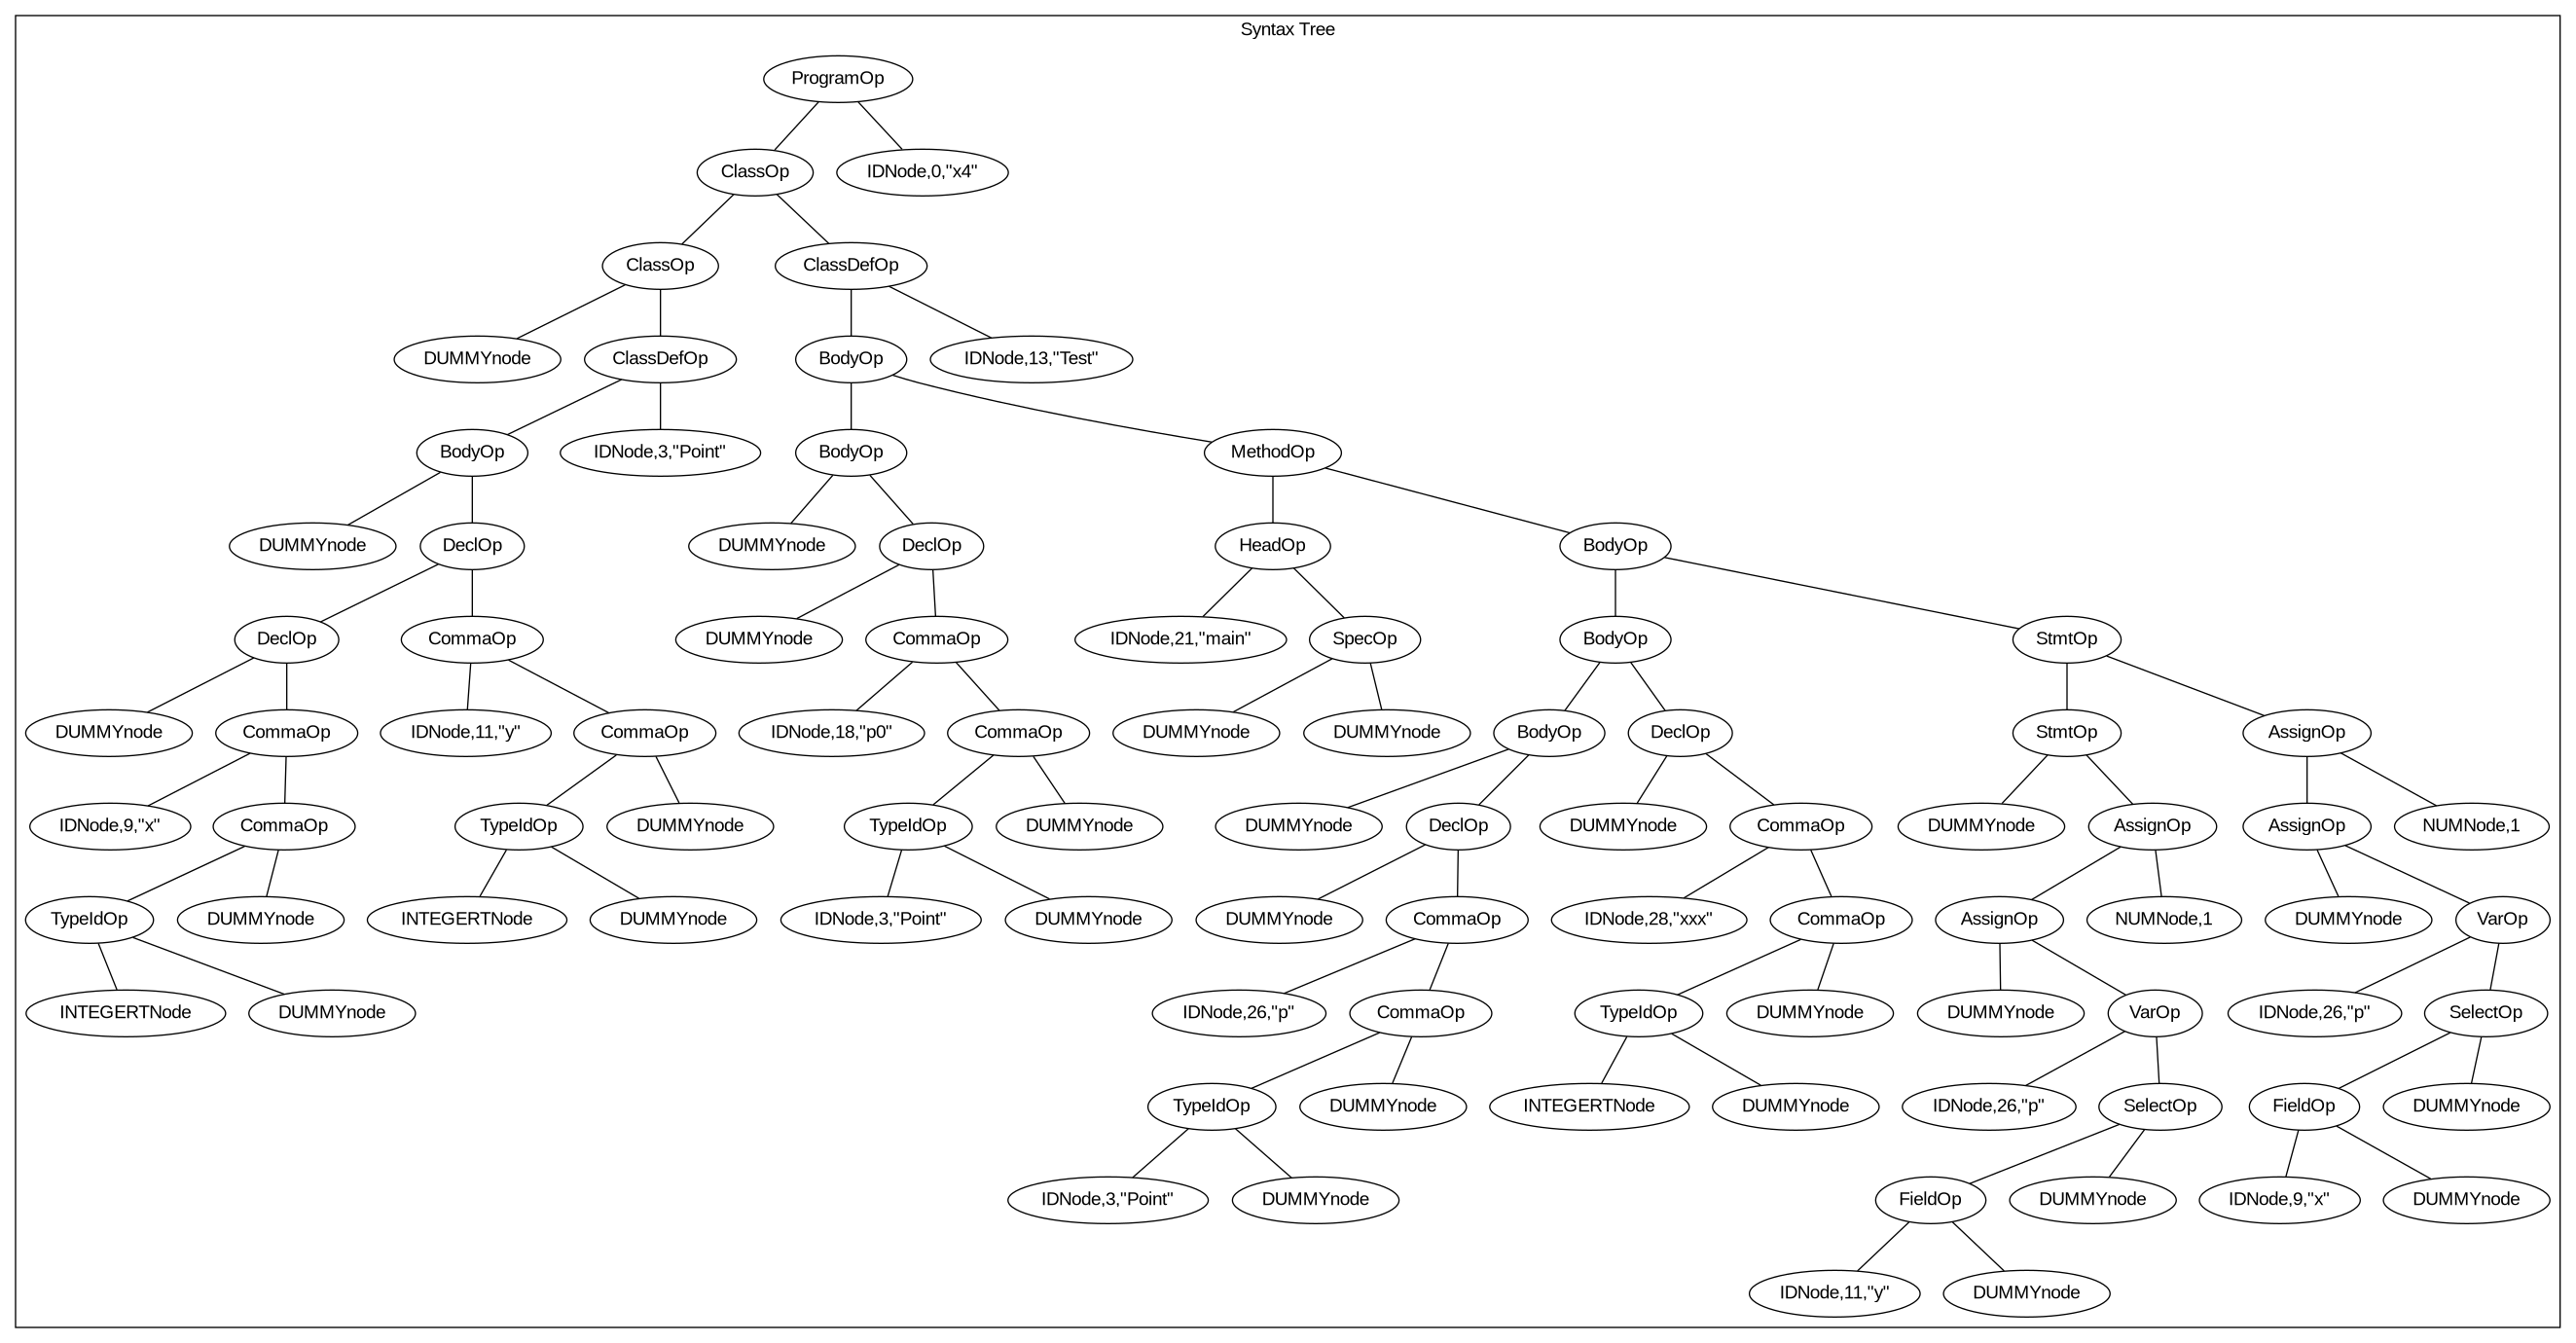 Syntax Tree
ProgramOp
ClassOp
IDNode,0,"x4"
ClassOp
ClassDefOp
DUMMYnode
ClassDefOp
BodyOp
IDNode,13,"Test"
BodyOp
IDNode,3,"Point"
BodyOp
MethodOp
DUMMYnode
DeclOp
DUMMYnode
DeclOp
HeadOp
BodyOp
DeclOp
CommaOp
DUMMYnode
CommaOp
IDNode,21,"main"
SpecOp
BodyOp
StmtOp
DUMMYnode
CommaOp
IDNode,11,"y"
CommaOp
IDNode,18,"p0"
CommaOp
DUMMYnode
DUMMYnode
BodyOp
DeclOp
StmtOp
AssignOp
IDNode,9,"x"
CommaOp
TypeIdOp
DUMMYnode
TypeIdOp
DUMMYnode
DUMMYnode
DeclOp
DUMMYnode
CommaOp
DUMMYnode
AssignOp
AssignOp
NUMNode,1
TypeIdOp
DUMMYnode
INTEGERTNode
DUMMYnode
IDNode,3,"Point"
DUMMYnode
DUMMYnode
CommaOp
IDNode,28,"xxx"
CommaOp
AssignOp
NUMNode,1
DUMMYnode
VarOp
INTEGERTNode
DUMMYnode
IDNode,26,"p"
CommaOp
TypeIdOp
DUMMYnode
DUMMYnode
VarOp
IDNode,26,"p"
SelectOp
TypeIdOp
DUMMYnode
INTEGERTNode
DUMMYnode
IDNode,26,"p"
SelectOp
FieldOp
DUMMYnode
IDNode,3,"Point"
DUMMYnode
FieldOp
DUMMYnode
IDNode,9,"x"
DUMMYnode
IDNode,11,"y"
DUMMYnode